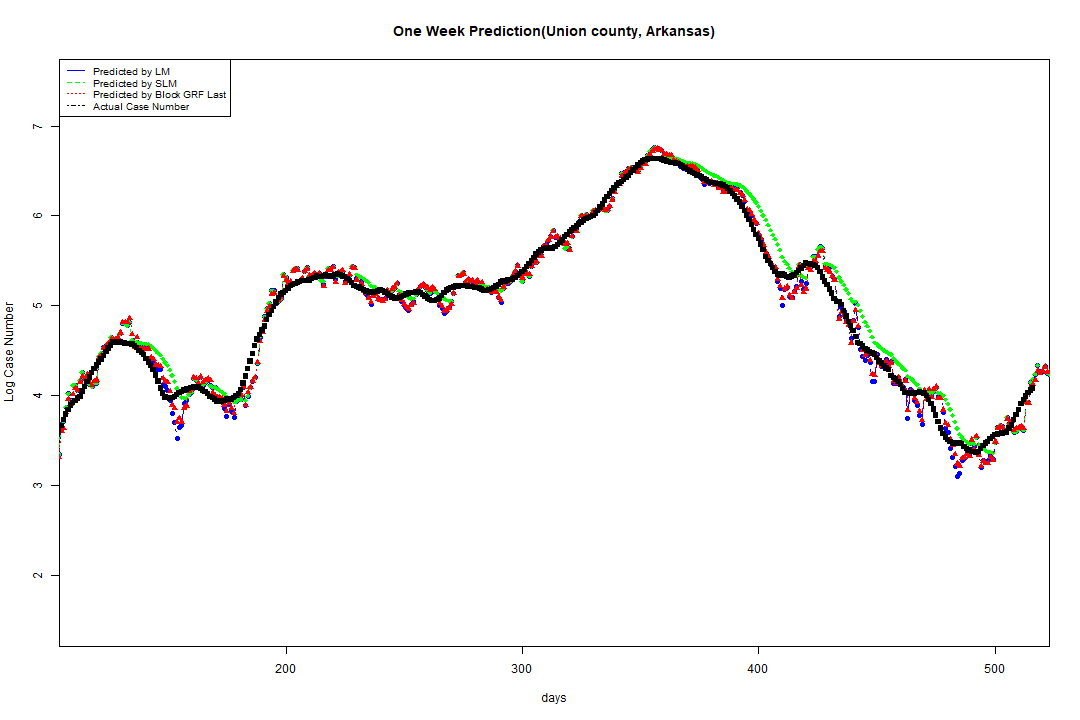 One Week Prediction(Union county, Arkansas)
Predicted by LM
Predicted by SLM
Predicted by Block GRF Last
Actual Case Number
7
6
5
4
3
2
Log Case Number
200 300 400 500
days